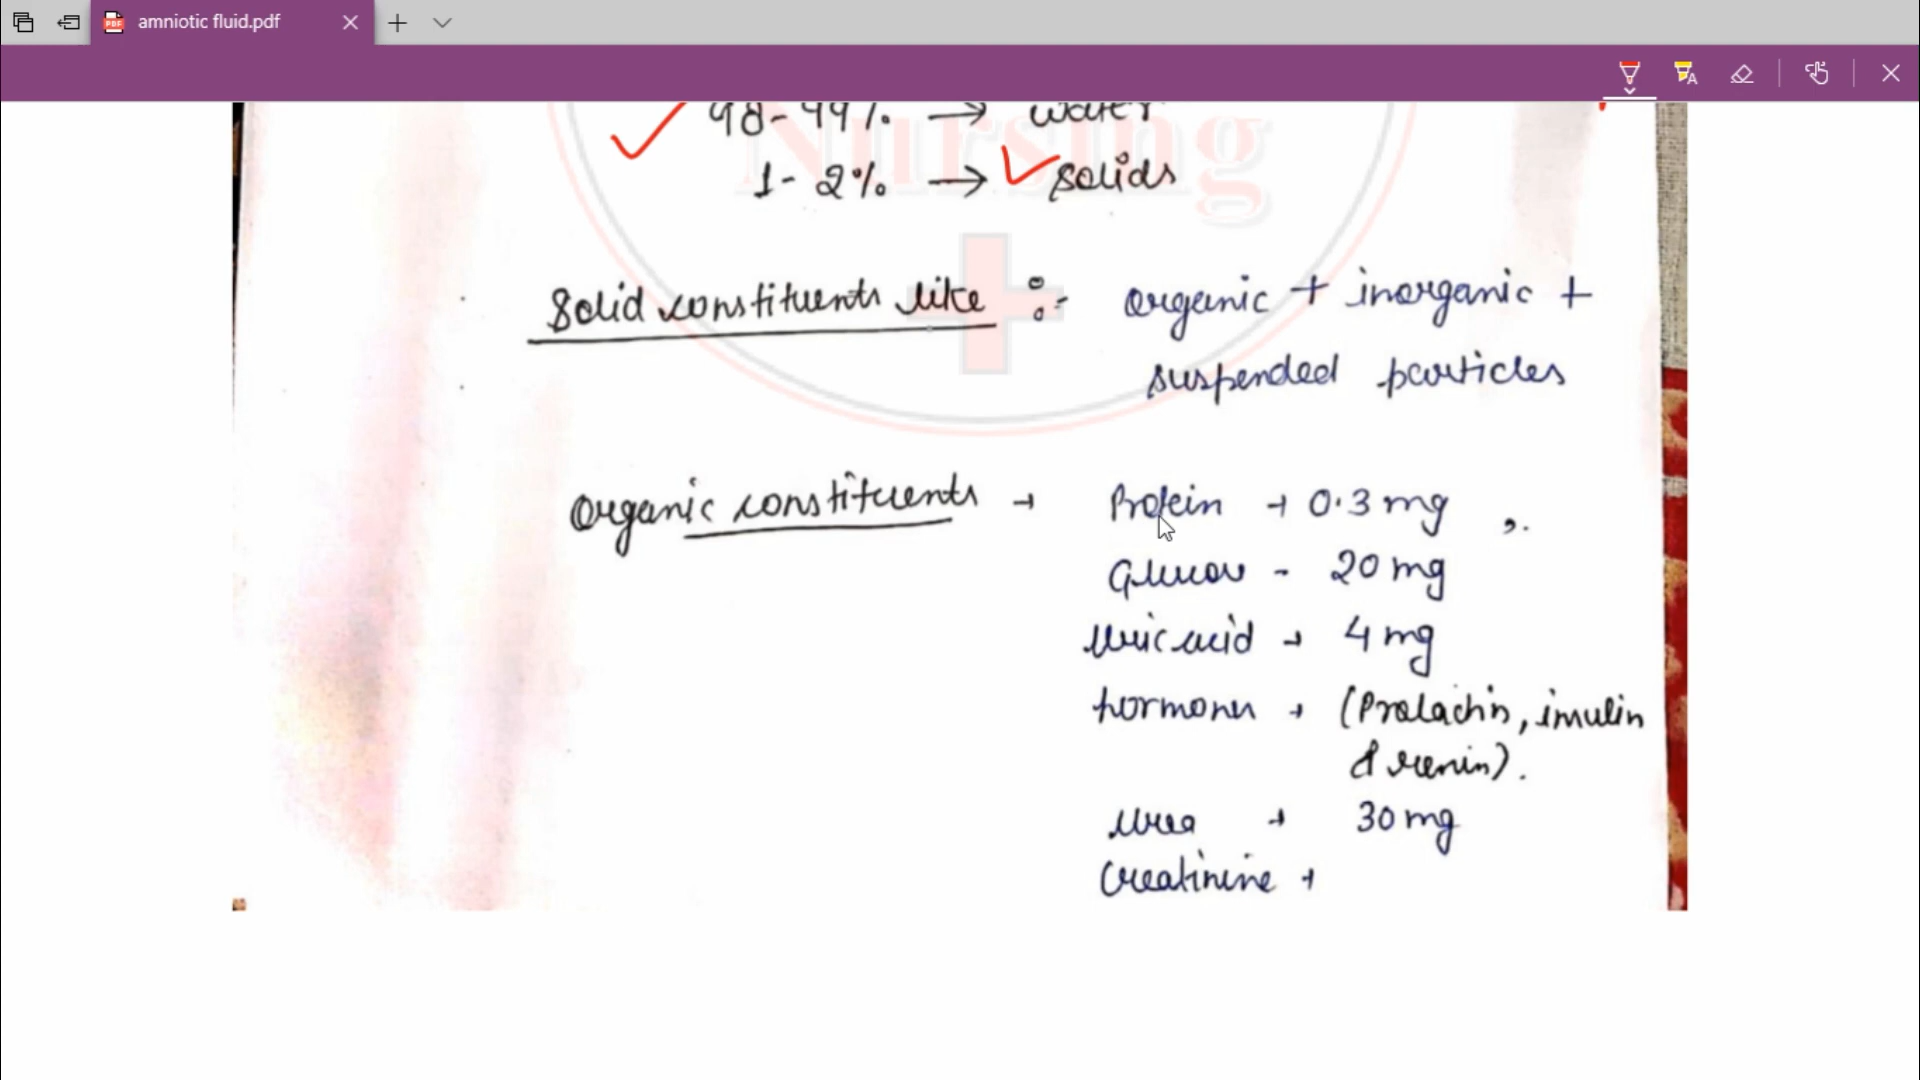 amniotic fluid.pdf
98-99% → water
Nursing
1-2% → solids
Solid constituents like :- organic + inorganic +
suspended particles
Organic constituents → Protein → 0.3 mg ,.
Glucose - 20 mg
Uric acid → 4 mg
hormones → (Prolactin, insulin
& renin).
Urea → 30 mg
Creatinine →